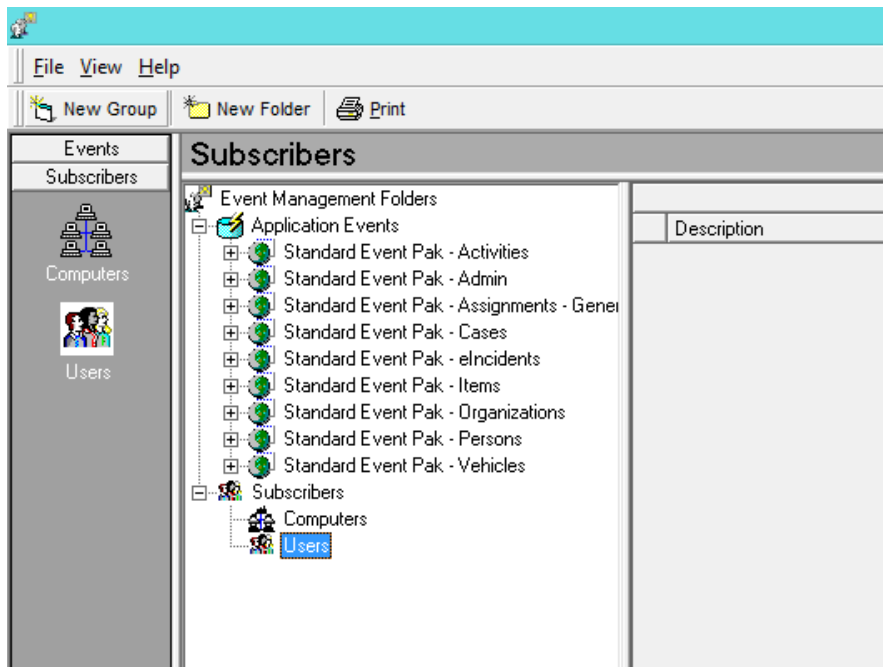 File View Help
New Group New Folder Print
Events
Subscribers
Computers
Users
Subscribers
Event Management Folders
Application Events
Standard Event Pak - Activities
Standard Event Pak - Admin
Standard Event Pak - Assignments - Gener
Standard Event Pak - Cases
Standard Event Pak - eIncidents
Standard Event Pak - Items
Standard Event Pak - Organizations
Standard Event Pak - Persons
Standard Event Pak - Vehicles
Subscribers
Computers
Users
Description